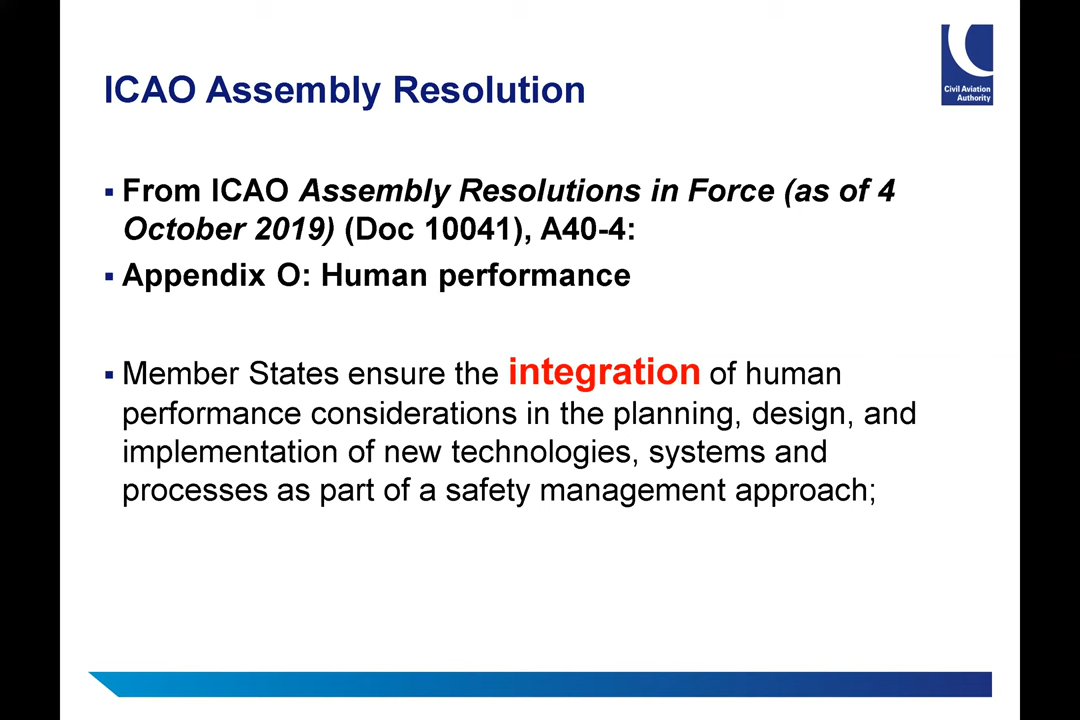 ICAO Assembly Resolution
Civil Aviation
Authority
▪ From ICAO Assembly Resolutions in Force (as of 4
October 2019) (Doc 10041), A40-4:
▪ Appendix O: Human performance
▪ Member States ensure the integration of human
performance considerations in the planning, design, and
implementation of new technologies, systems and
processes as part of a safety management approach;